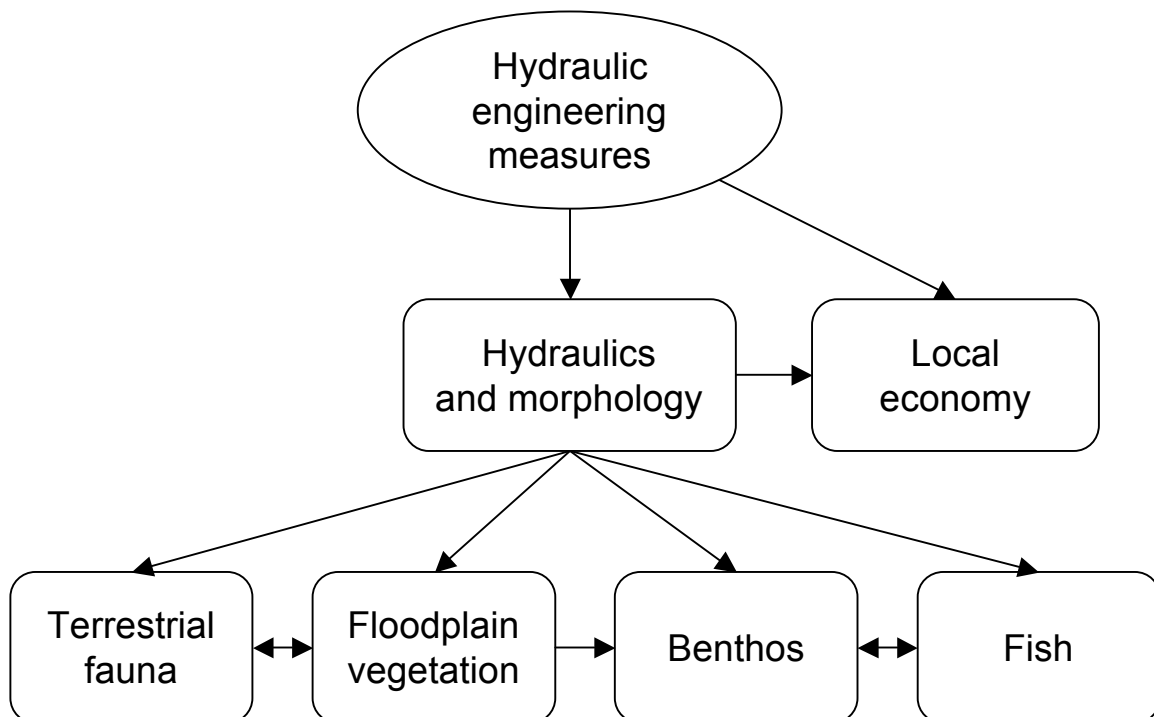 Hydraulic
engineering
measures
Hydraulics
and morphology
Local
economy
Terrestrial
fauna
Floodplain
vegetation
Benthos
Fish